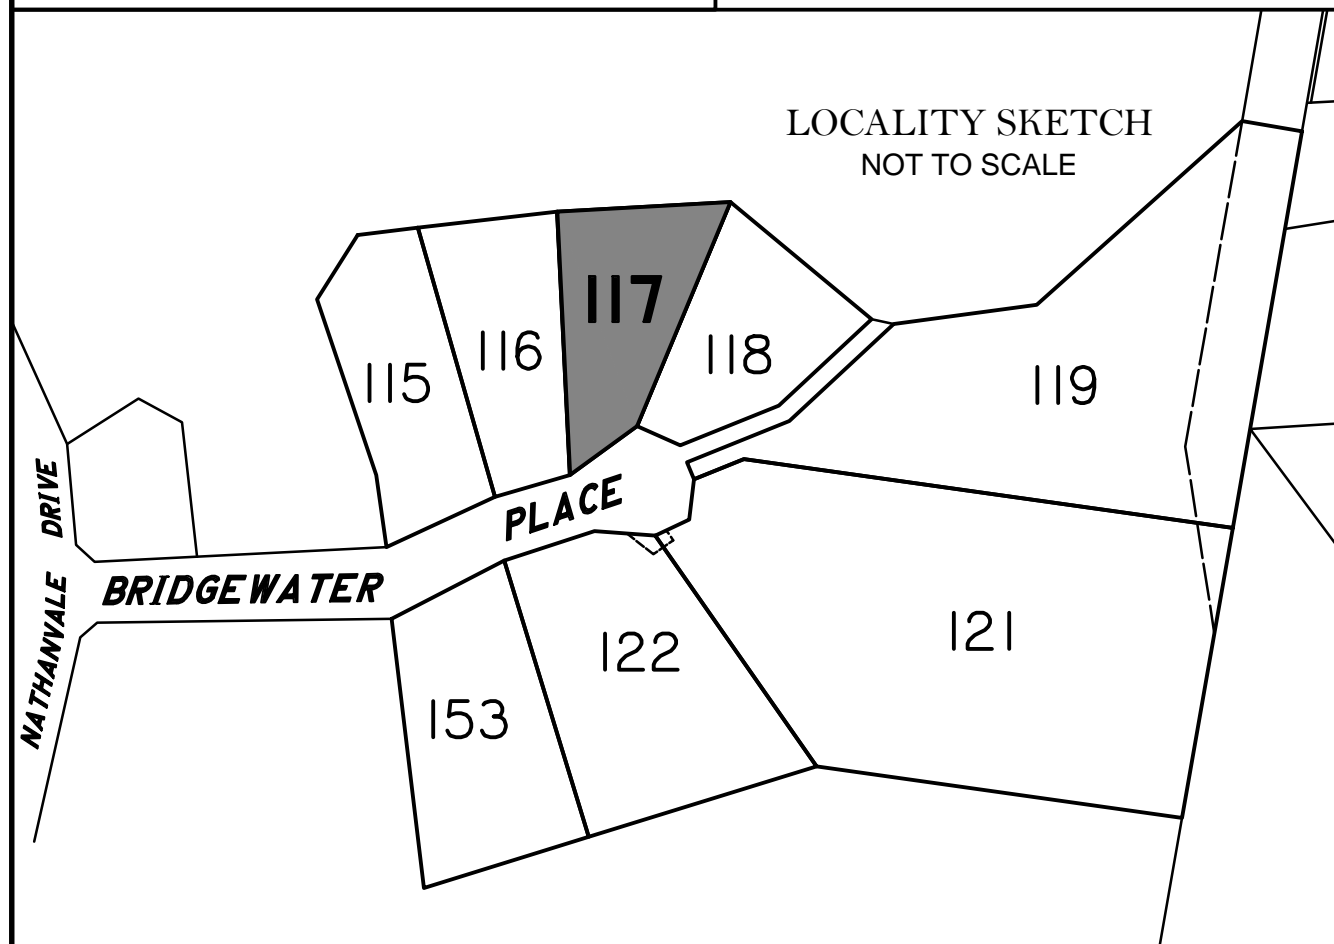 LOCALITY SKETCH
NOT TO SCALE
117
116
118
115
119
PLACE
BRIDGEWATER
NATHANVALE DRIVE
122
121
153